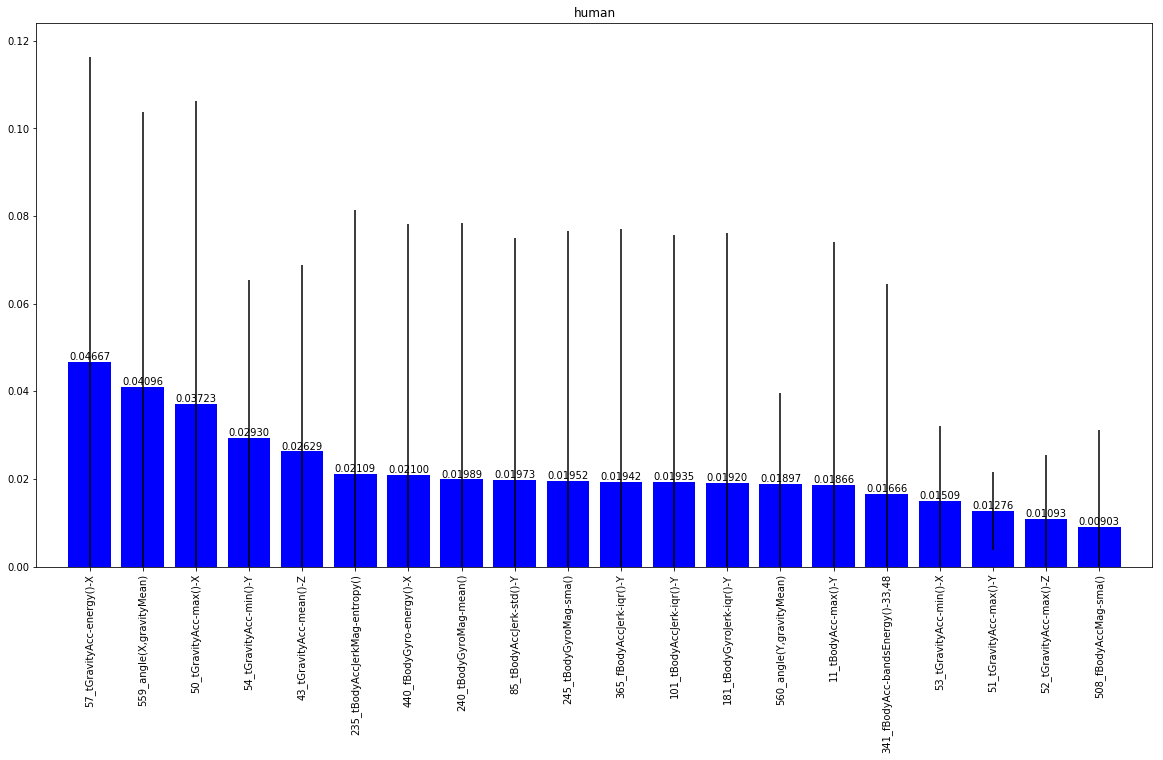 human
0.12
0.10
0.08
0.06
0.04
0.02
0.00
0.04667
0.04096
0.03723
0.02930
0.02629
0.02109
0.02100
0.01989
0.01973
0.01952
0.01942
0.01935
0.01920
0.01897
0.01866
0.01666
0.01509
0.01276
0.01093
0.00903
57_tGravityAcc-energy()-X
559_angle(X,gravityMean)
50_tGravityAcc-max()-X
54_tGravityAcc-min()-Y
43_tGravityAcc-mean()-Z
235_tBodyAccJerkMag-entropy()
440_fBodyGyro-energy()-X
240_tBodyGyroMag-mean()
85_tBodyAccJerk-std()-Y
245_tBodyGyroMag-sma()
365_fBodyAccJerk-iqr()-Y
101_tBodyAccJerk-iqr()-Y
181_tBodyGyroJerk-iqr()-Y
560_angle(Y,gravityMean)
11_tBodyAcc-max()-Y
341_fBodyAcc-bandsEnergy()-33,48
53_tGravityAcc-min()-X
51_tGravityAcc-max()-Y
52_tGravityAcc-max()-Z
508_fBodyAccMag-sma()